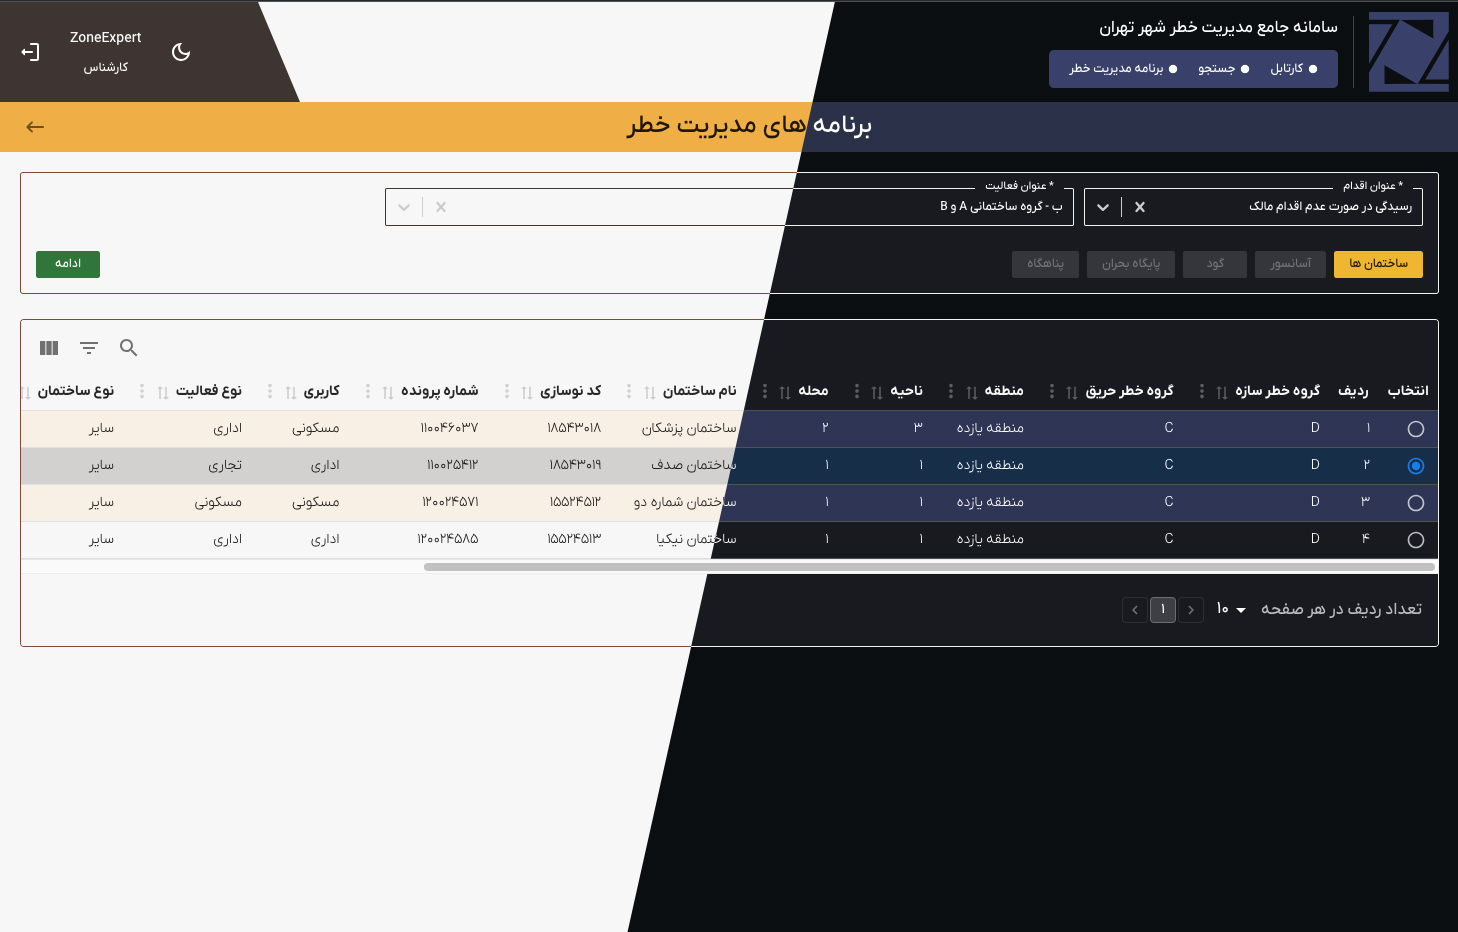 سامانه جامع مدیریت خطر شهر تهران
کارتابل جستجو برنامه مدیریت خطر
ZoneExpert
کارشناس
برنامه های مدیریت خطر
* عنوان اقدام * عنوان فعالیت
رسیدگی در صورت عدم اقدام مالک ب - گروه ساختمانی A و B
ساختمان ها آسانسور گود پایگاه بحران پناهگاه ادامه
انتخاب ردیف گروه خطر سازه گروه خطر حریق منطقه ناحیه محله نام ساختمان کد نوسازی شماره پرونده کاربری نوع فعالیت نوع ساختمان
۱ D C منطقه یازده ۳ ۲ ساختمان پزشکان ۱۸۵۴۳۰۱۸ ۱۱۰۰۴۶۰۳۷ مسکونی اداری سایر
۲ D C منطقه یازده ۱ ۱ ساختمان صدف ۱۸۵۴۳۰۱۹ ۱۱۰۰۲۵۴۱۲ اداری تجاری سایر
۳ D C منطقه یازده ۱ ۱ ساختمان شماره دو ۱۵۵۲۴۵۱۲ ۱۲۰۰۲۴۵۷۱ مسکونی مسکونی سایر
۴ D C منطقه یازده ۱ ۱ ساختمان نیکیا ۱۵۵۲۴۵۱۳ ۱۲۰۰۲۴۵۸۵ اداری اداری سایر
تعداد ردیف در هر صفحه ۱۰ ۱